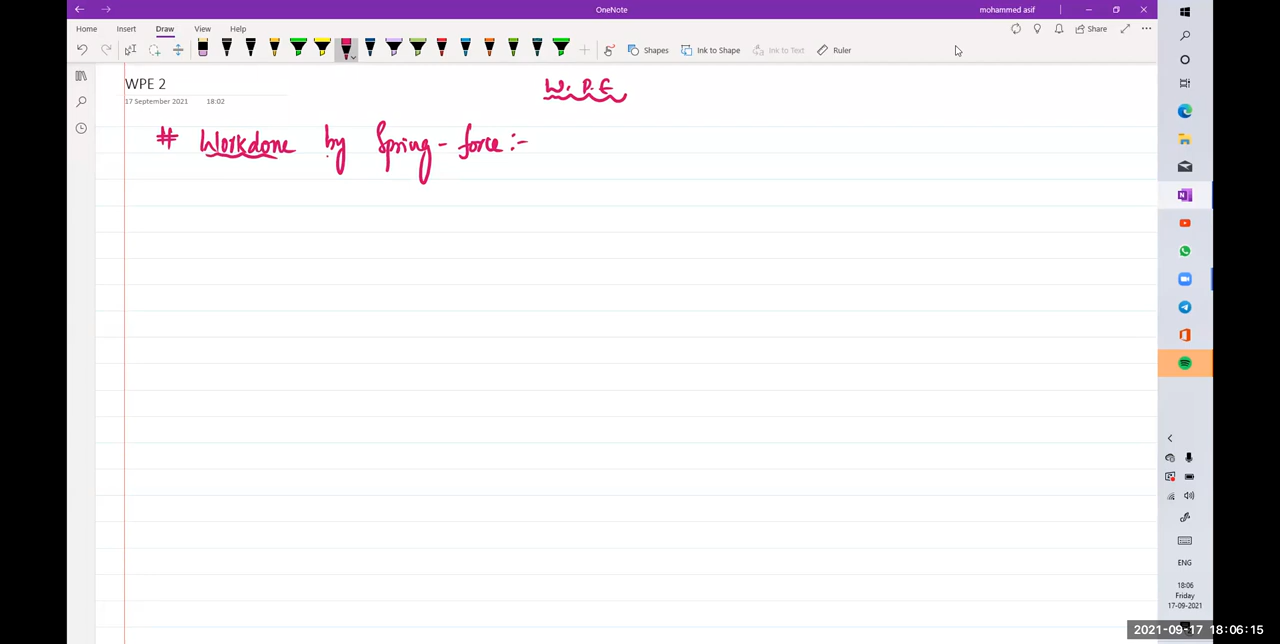 OneNote
mohammed asif
Home Insert Draw View Help
Share
Shapes Ink to Shape Ink to Text Ruler
WPE 2
17 September 2021 18:02
W. P. E
# Workdone by Spring - force :-
ENG
18:06
Friday
17-09-2021
2021-09-17 18:06:15